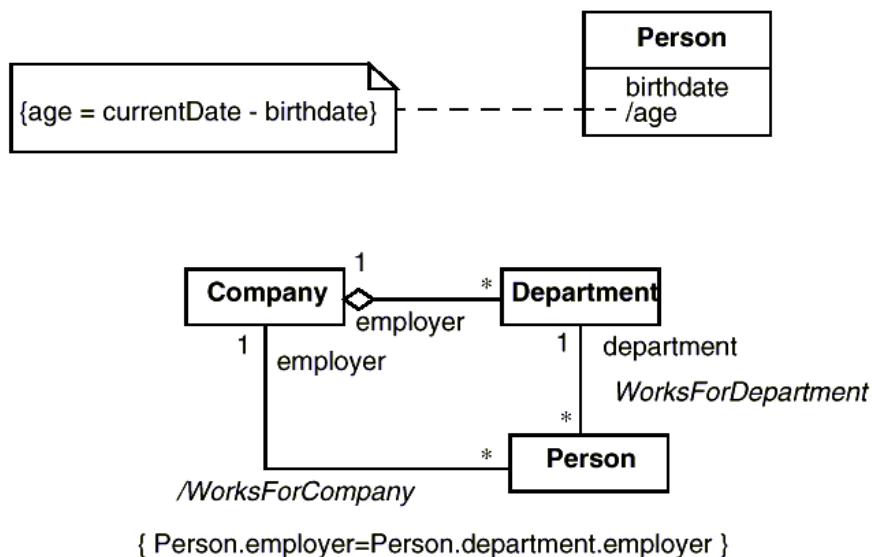 Person
birthdate
/age
{age = currentDate - birthdate}
1
*
Company
Department
employer
1
employer
1
department
WorksForDepartment
*
*
Person
/WorksForCompany
{ Person.employer=Person.department.employer }